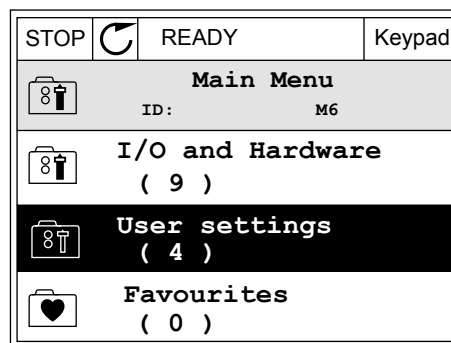 STOP READY Keypad
Main Menu
ID: M6
I/O and Hardware
( 9 )
User settings
( 4 )
Favourites
( 0 )